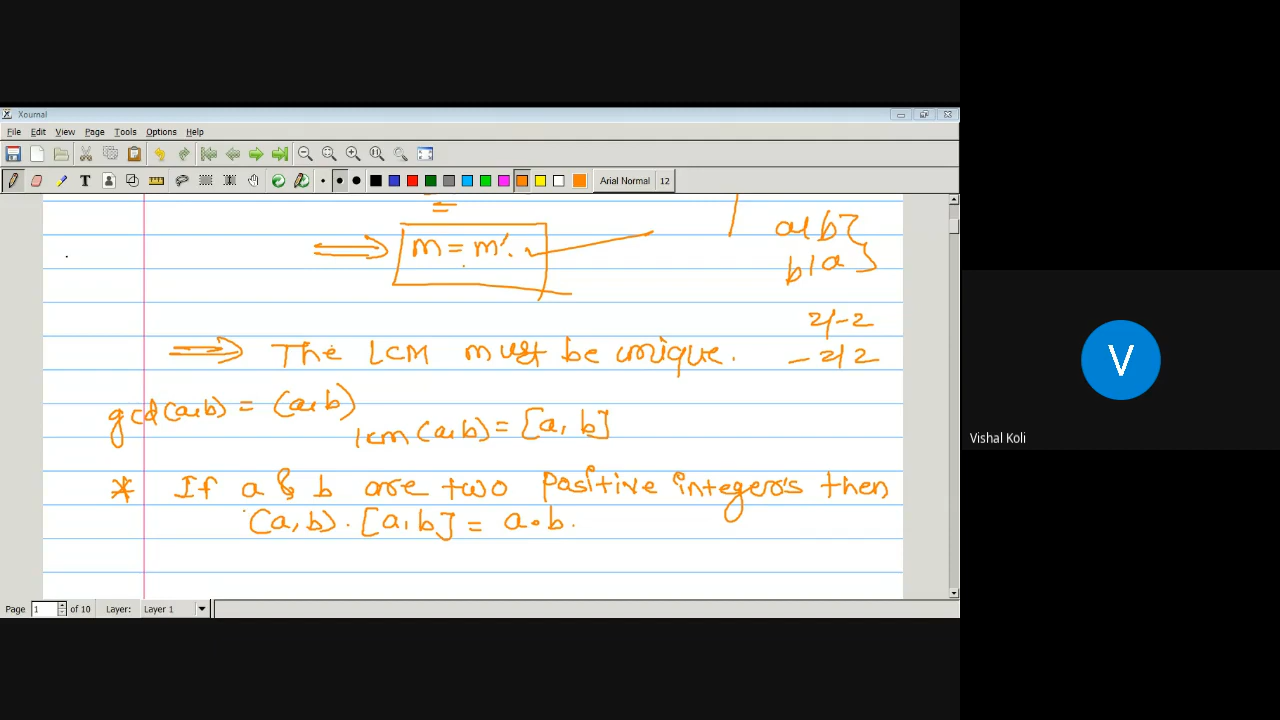 Xournal
File Edit View Page Tools Options Help
T Arial Normal 12
=
⟹ m = m'.
a|b }
b|a
2|-2
-2|2
⟹ The LCM must be unique.
gcd(a,b) = (a,b)
lcm(a,b) = [a, b]
* If a & b are two positive integers then
(a, b) · [a, b] = a·b.
Page 1 of 10 Layer: Layer 1
V
Vishal Koli